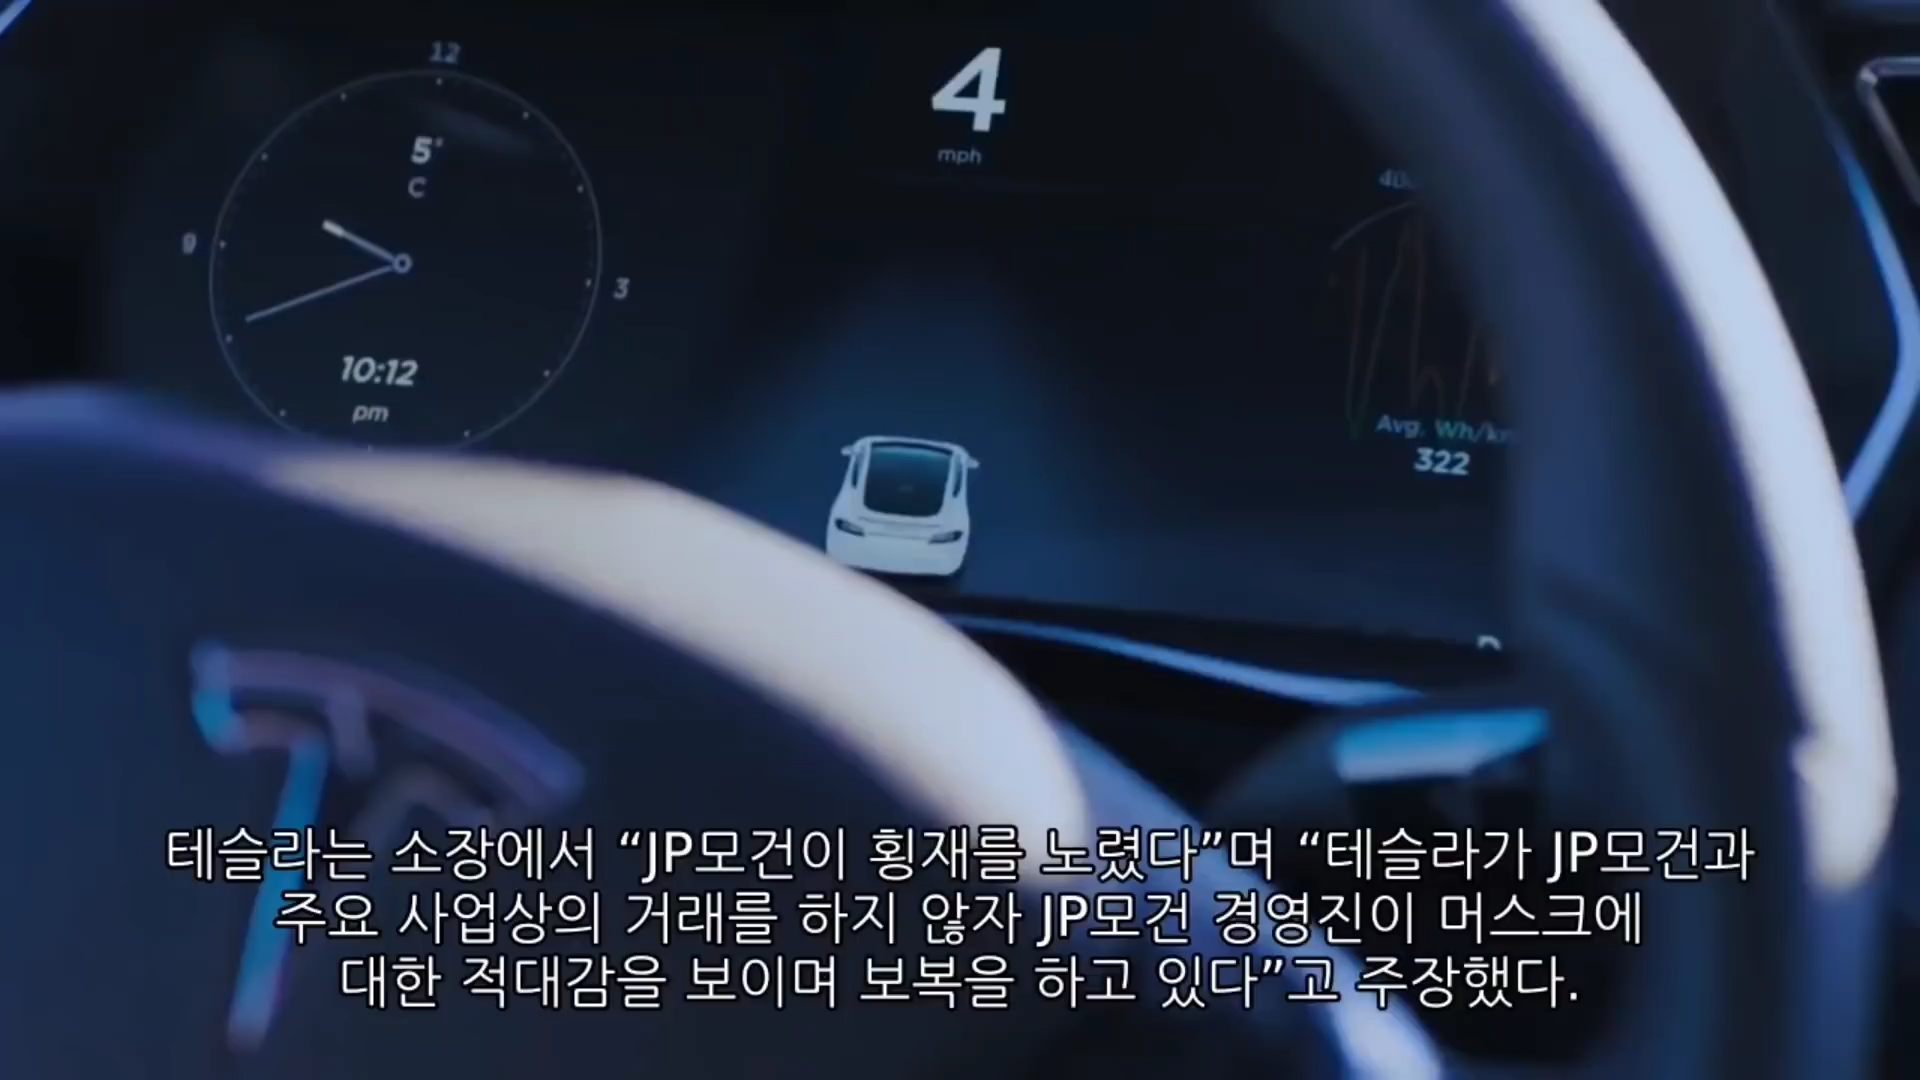 12
4
5°
mph
C
9
3
10:12
pm
Avg. Wh/km
322
테슬라는 소장에서 “JP모건이 횡재를 노렸다”며 “테슬라가 JP모건과
주요 사업상의 거래를 하지 않자 JP모건 경영진이 머스크에
대한 적대감을 보이며 보복을 하고 있다”고 주장했다.